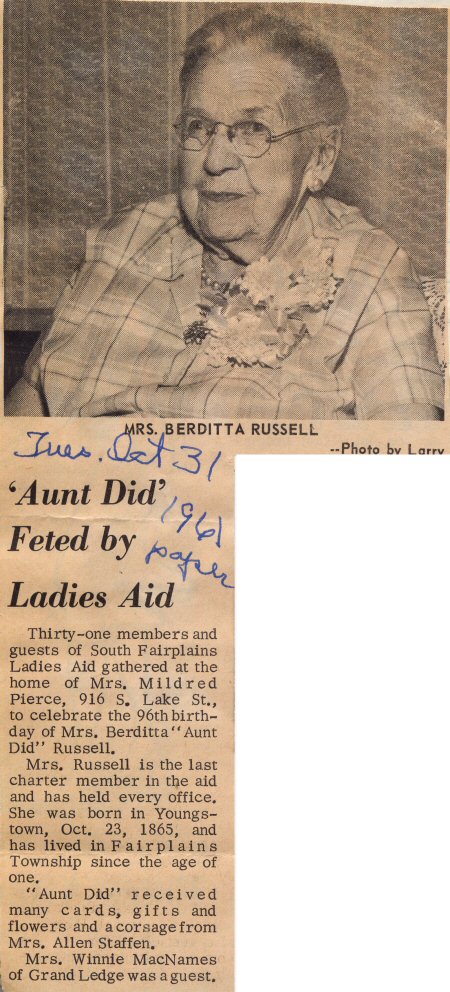 MRS. BERDITTA RUSSELL
--Photo by Larry
Tues. Oct 31
1961
paper
‘Aunt Did’
Feted by
Ladies Aid
Thirty-one members and
guests of South Fairplains
Ladies Aid gathered at the
home of Mrs. Mildred
Pierce, 916 S. Lake St.,
to celebrate the 96th birth-
day of Mrs. Berditta "Aunt
Did" Russell.
Mrs. Russell is the last
charter member in the aid
and has held every office.
She was born in Youngs-
town, Oct. 23, 1865, and
has lived in Fairplains
Township since the age of
one.
"Aunt Did" received
many cards, gifts and
flowers and a corsage from
Mrs. Allen Staffen.
Mrs. Winnie MacNames
of Grand Ledge was a guest.